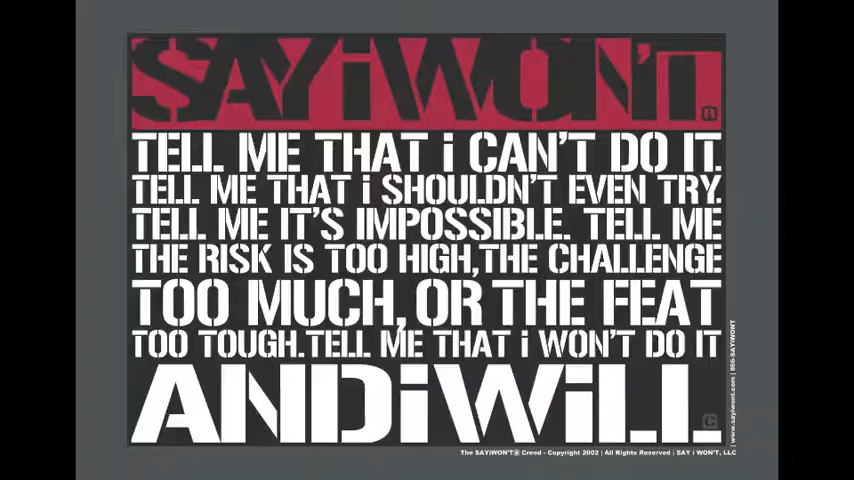 SAYiWON'T.
TELL ME THAT i CAN'T DO IT.
TELL ME THAT i SHOULDN'T EVEN TRY.
TELL ME IT'S IMPOSSIBLE. TELL ME
THE RISK IS TOO HIGH,THE CHALLENGE
TOO MUCH, OR THE FEAT
TOO TOUGH.TELL ME THAT i WON'T DO IT
ANDiWiLL.
The SAYiWON'T® Creed - Copyright 2002 | All Rights Reserved | SAY i WON'T, LLC
| www.sayiwont.com | 866-SAYiWONT